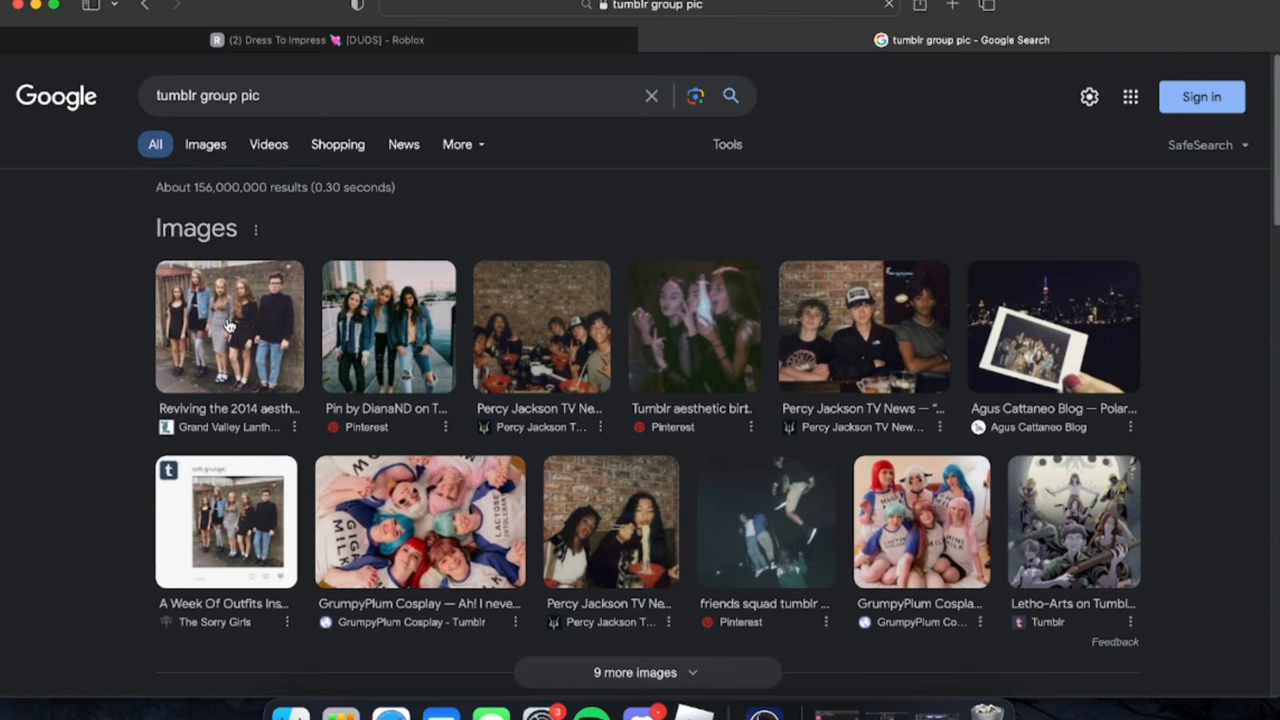 tumblr group pic
(2) Dress To Impress 💘 [DUOS] - Roblox
tumblr group pic - Google Search
Google
tumblr group pic
Sign in
All
Images
Videos
Shopping
News
More
Tools
SafeSearch
About 156,000,000 results (0.30 seconds)
Images
Reviving the 2014 aesth...
Pin by DianaND on T...
Percy Jackson TV Ne...
Tumblr aesthetic birt..
Percy Jackson TV News — “...
Agus Cattaneo Blog — Polar...
Grand Valley Lanth...
Pinterest
Percy Jackson T...
Pinterest
Percy Jackson TV New...
Agus Cattaneo Blog
t
LACTOSE
INTOLERANT
GIGI
MILK
A Week Of Outfits Ins...
GrumpyPlum Cosplay — Ah! I neve...
Percy Jackson TV Ne...
friends squad tumblr ...
GrumpyPlum Cospla...
Letho-Arts on Tumbl...
The Sorry Girls
GrumpyPlum Cosplay - Tumblr
Percy Jackson T...
Pinterest
GrumpyPlum Co...
Tumblr
Feedback
9 more images
3